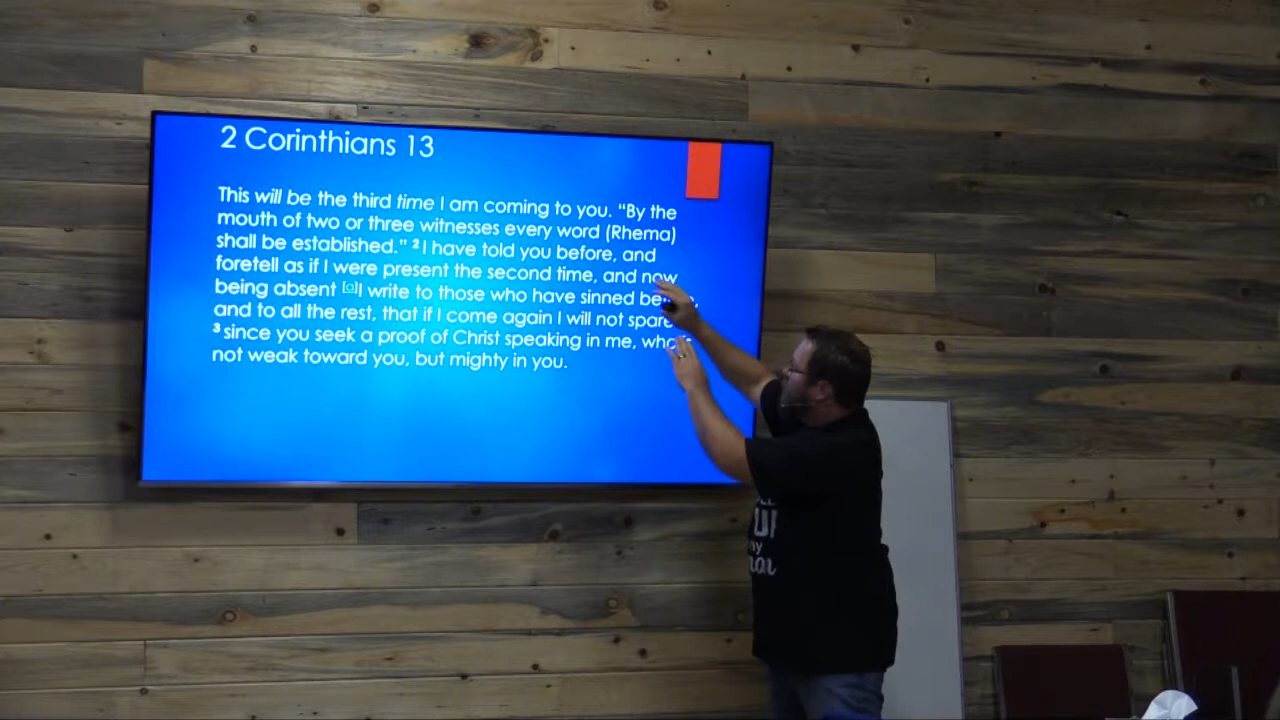 2 Corinthians 13
This will be the third time I am coming to you. “By the
mouth of two or three witnesses every word (Rhema)
shall be established.” 2 I have told you before, and
foretell as if I were present the second time, and now
being absent [a]I write to those who have sinned
and to all the rest, that if I come again I will not spare
3 since you seek a proof of Christ speaking in me,
not weak toward you, but mighty in you.
UP
my